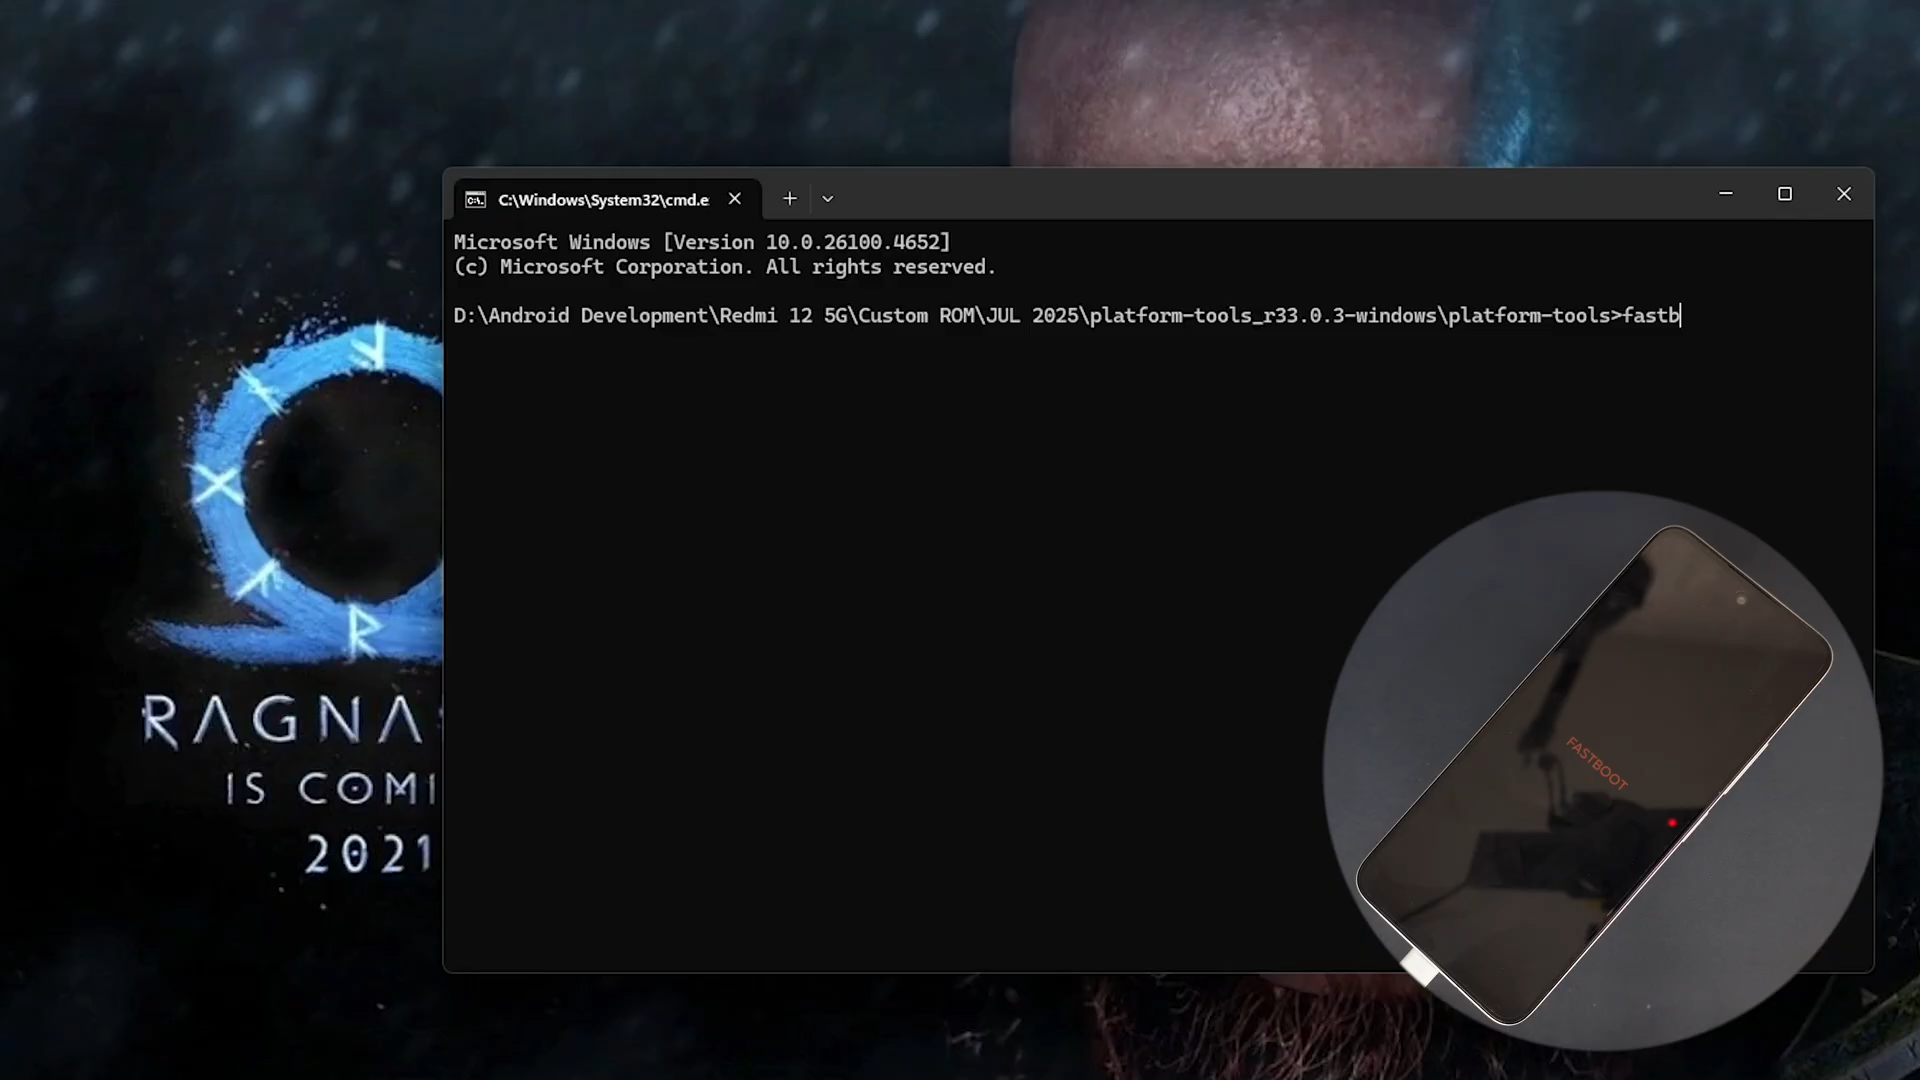 C:\Windows\System32\cmd.e
Microsoft Windows [Version 10.0.26100.4652]
(c) Microsoft Corporation. All rights reserved.
D:\Android Development\Redmi 12 5G\Custom ROM\JUL 2025\platform-tools_r33.0.3-windows\platform-tools>fastb
RAGNA
IS COMI
2021
FASTBOOT